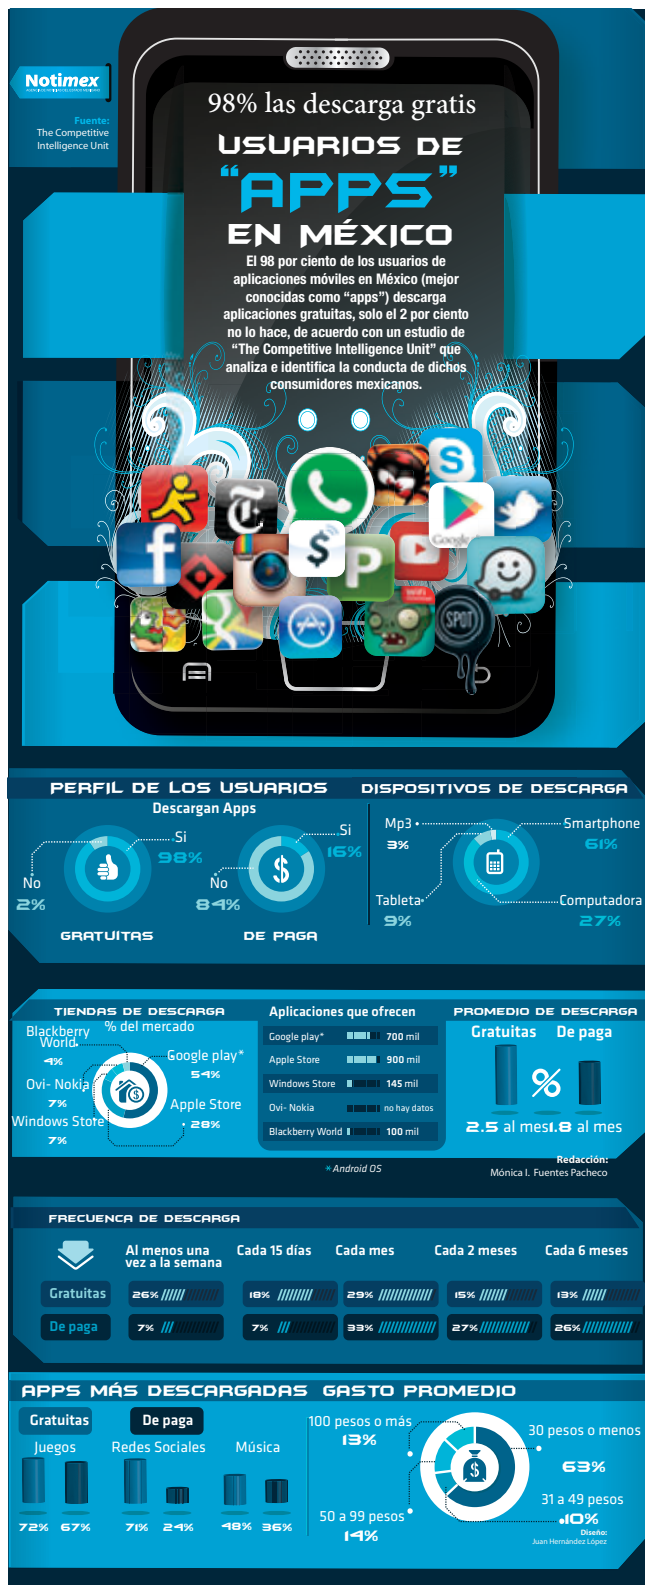 Notimex
Fuente:
The Competitive
Intelligence Unit
98% las descarga gratis
USUARIOS DE
“APPS”
EN MÉXICO
El 98 por ciento de los usuarios de
aplicaciones móviles en México (mejor
conocidas como “apps”) descarga
aplicaciones gratuitas, solo el 2 por ciento
no lo hace, de acuerdo con un estudio de
“The Competitive Intelligence Unit” que
analiza e identifica la conducta de dichos
consumidores mexicanos.
Google
SPOT
PERFIL DE LOS USUARIOS
Descargan Apps
Si
98%
No
2%
GRATUITAS
Si
16%
No
84%
DE PAGA
DISPOSITIVOS DE DESCARGA
Mp3
3%
Smartphone
61%
Tableta
9%
Computadora
27%
TIENDAS DE DESCARGA
% del mercado
Blackberry
World
4%
Google play*
54%
Ovi- Nokia
7%
Apple Store
28%
Windows Store
7%
Aplicaciones que ofrecen
Google play* 700 mil
Apple Store 900 mil
Windows Store 145 mil
Ovi- Nokia no hay datos
Blackberry World 100 mil
* Android OS
PROMEDIO DE DESCARGA
Gratuitas De paga
%
2.5 al mes 1.8 al mes
Redacción:
Mónica I. Fuentes Pacheco
FRECUENCA DE DESCARGA
Al menos una
vez a la semana
Cada 15 días
Cada mes
Cada 2 meses
Cada 6 meses
Gratuitas 26% 18% 29% 15% 13%
De paga 7% 7% 33% 27% 26%
APPS MÁS DESCARGADAS
Gratuitas De paga
Juegos Redes Sociales Música
72% 67% 71% 24% 48% 36%
GASTO PROMEDIO
100 pesos o más
13%
30 pesos o menos
63%
31 a 49 pesos
10%
50 a 99 pesos
14%
Diseño:
Juan Hernández López